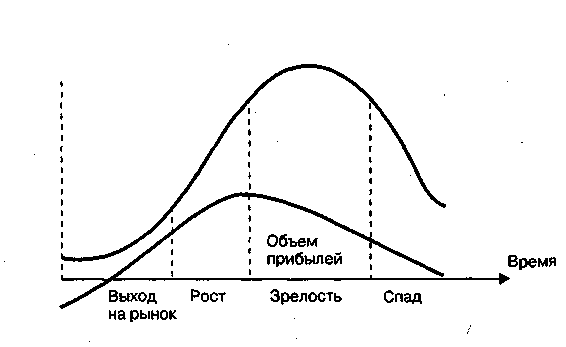 Объем
прибылей
Время
Выход
на рынок
Рост
Зрелость
Спад